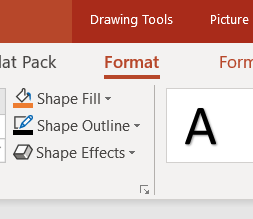 Drawing Tools Picture
lat Pack Format Form
Shape Fill
Shape Outline
Shape Effects
A